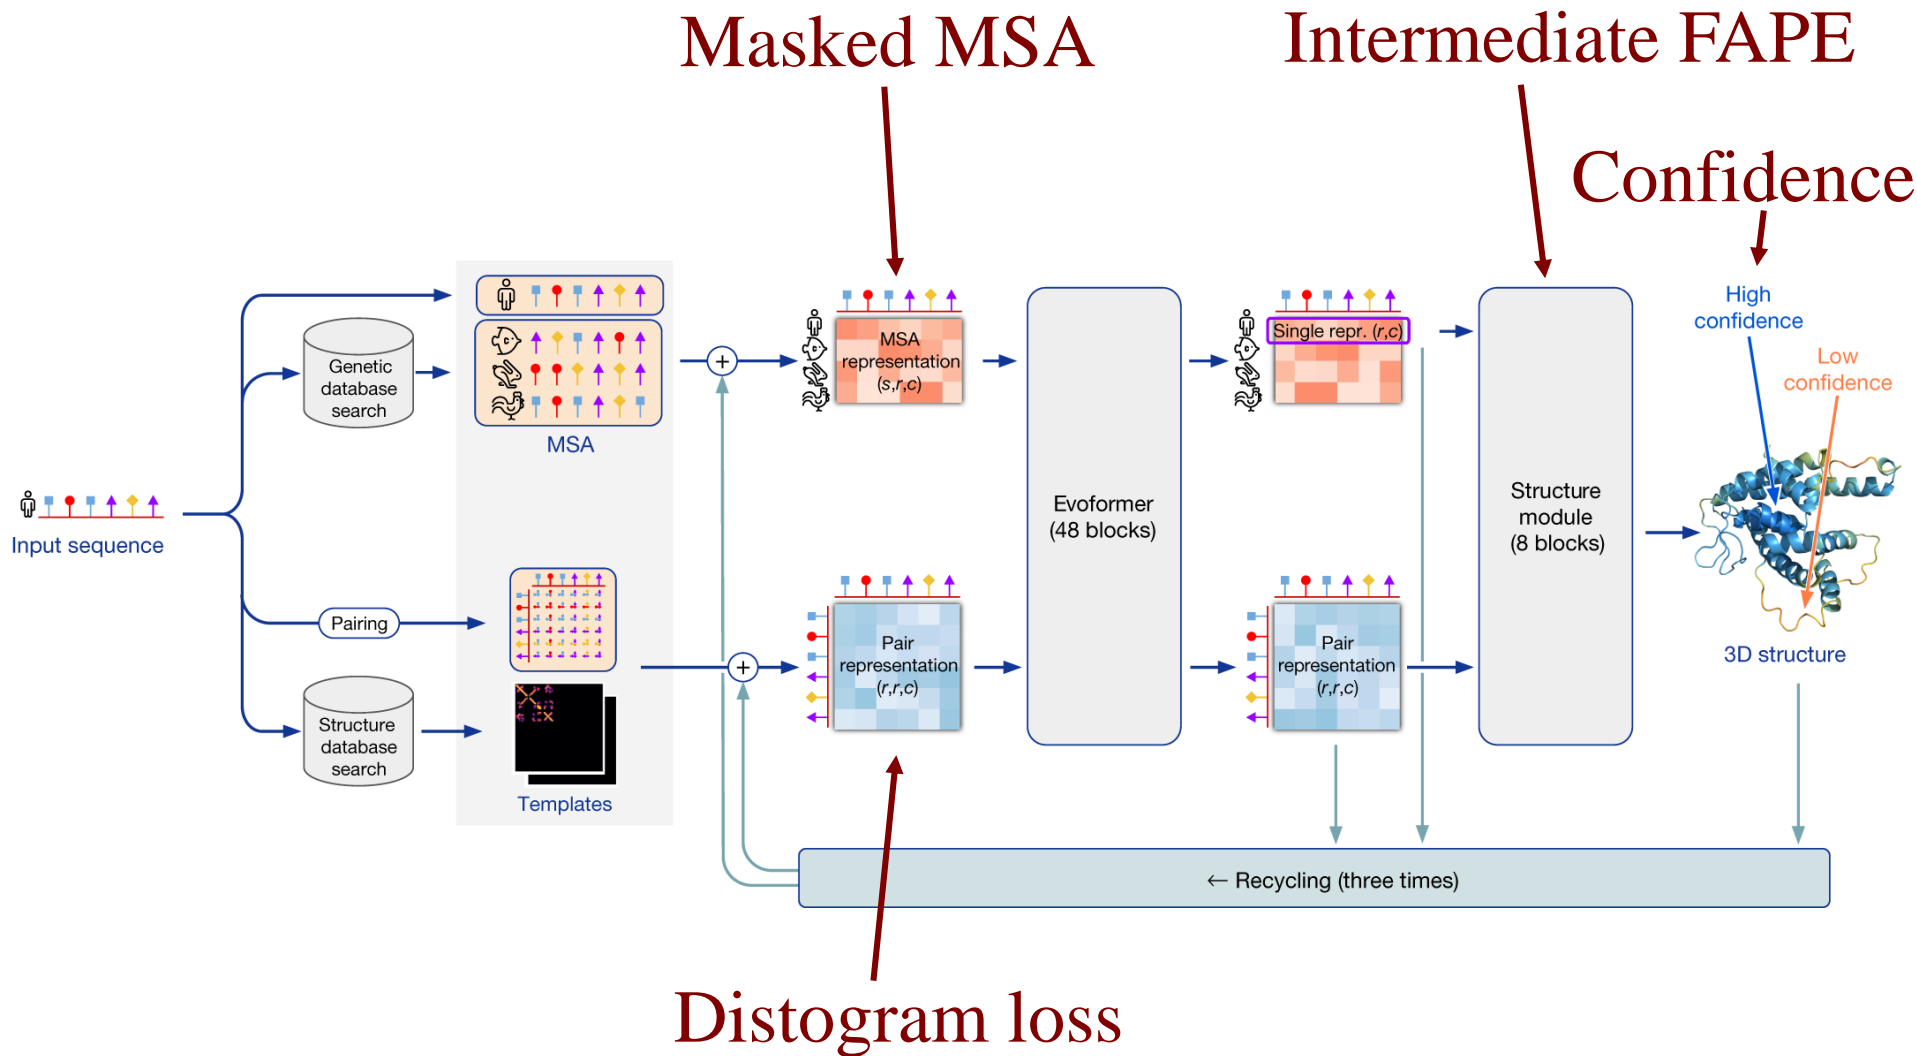 Masked MSA
Intermediate FAPE
Confidence
High
confidence
Low
confidence
Genetic
database
search
MSA
MSA
representation
(s,r,c)
Single repr. (r,c)
Input sequence
Evoformer
(48 blocks)
Structure
module
(8 blocks)
Pairing
+
+
Pair
representation
(r,r,c)
Pair
representation
(r,r,c)
3D structure
Structure
database
search
Templates
← Recycling (three times)
Distogram loss